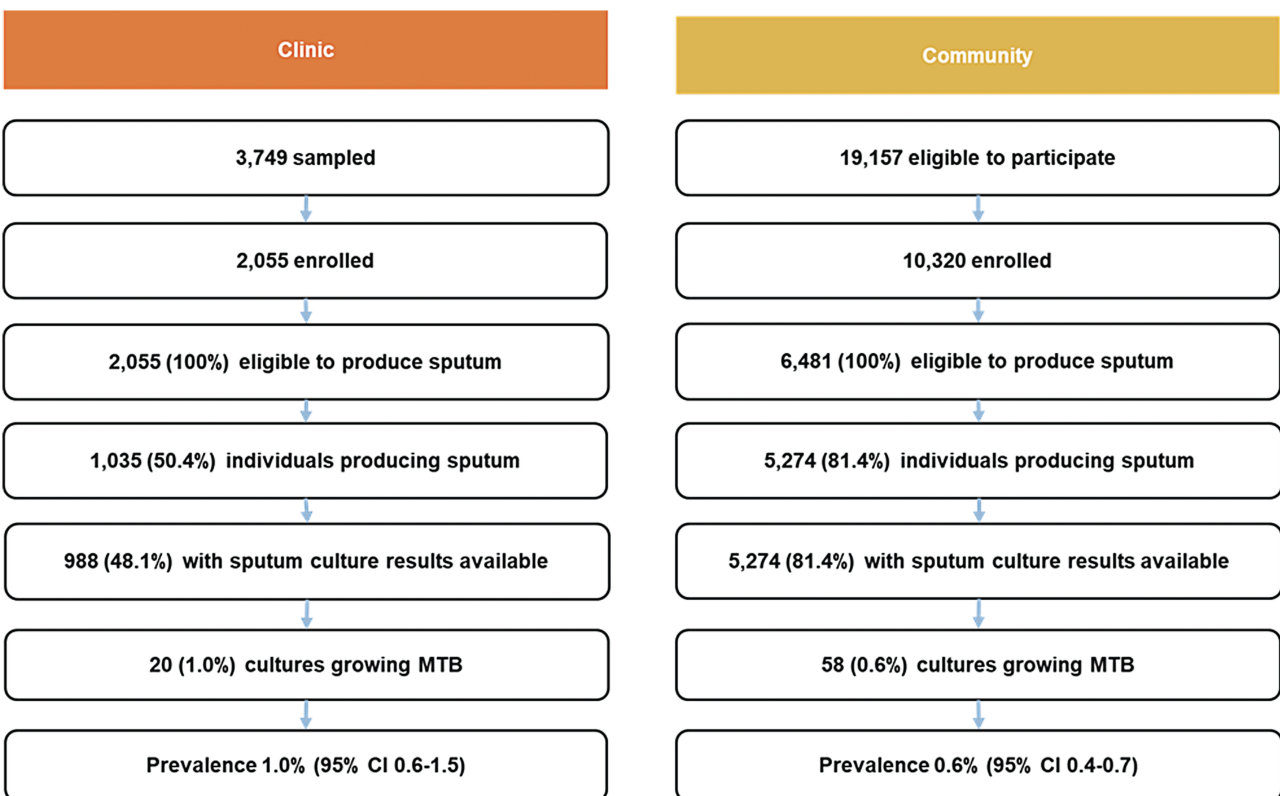 Clinic
3,749 sampled
2,055 enrolled
2,055 (100%) eligible to produce sputum
1,035 (50.4%) individuals producing sputum
988 (48.1%) with sputum culture results available
20 (1.0%) cultures growing MTB
Prevalence 1.0% (95% CI 0.6-1.5)
Community
19,157 eligible to participate
10,320 enrolled
6,481 (100%) eligible to produce sputum
5,274 (81.4%) individuals producing sputum
5,274 (81.4%) with sputum culture results available
58 (0.6%) cultures growing MTB
Prevalence 0.6% (95% CI 0.4-0.7)